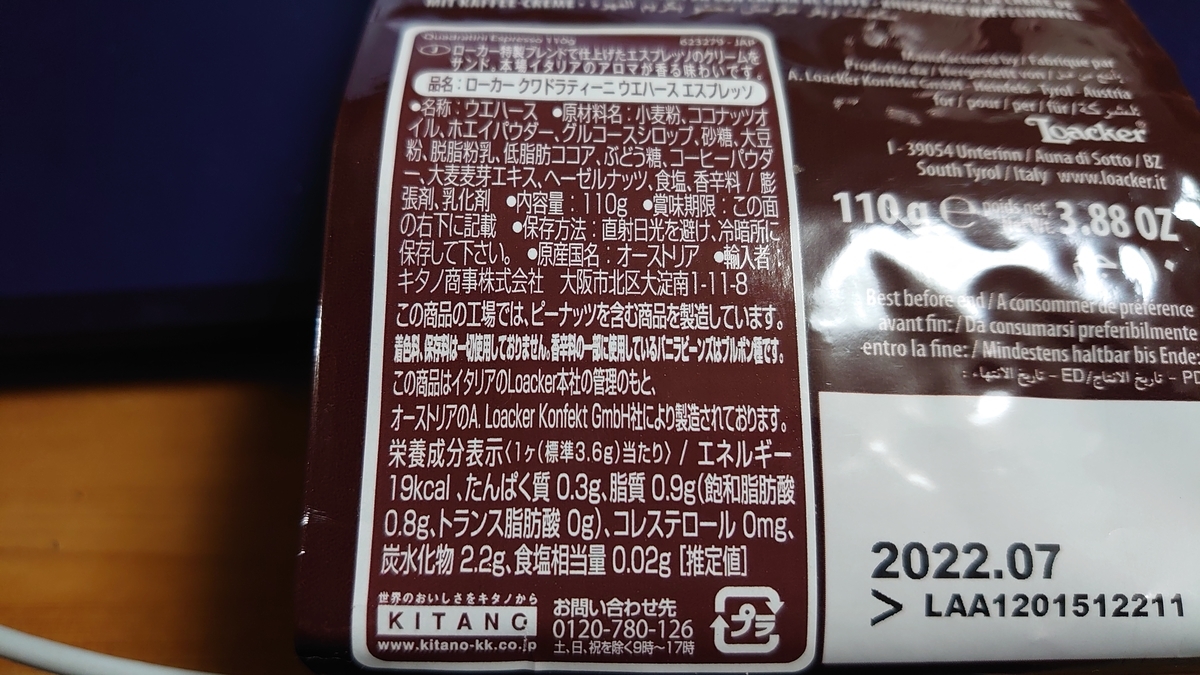 MIT KAFFEE-CREME
Quadratini Espresso 110g 623279 - JAP
ローカー特製ブレンドで仕上げたエスプレッソのクリームを
サンド、本場イタリアのアロマが香る味わいです。
品名:ローカー クワドラティーニ ウエハース エスプレッソ
●名称:ウエハース ●原材料名:小麦粉、ココナッツオ
イル、ホエイパウダー、グルコースシロップ、砂糖、大豆
粉、脱脂粉乳、低脂肪ココア、ぶどう糖、コーヒーパウダ
ー、大麦麦芽エキス、ヘーゼルナッツ、食塩、香辛料 / 膨
張剤、乳化剤 ●内容量:110g ●賞味期限:この面
の右下に記載 ●保存方法:直射日光を避け、冷暗所に
保存して下さい。 ●原産国名:オーストリア ●輸入者
キタノ商事株式会社 大阪市北区大淀南1-11-8
この商品の工場では、ピーナッツを含む商品を製造しています。
着色料、保存料は一切使用しておりません。香辛料の一部に使用しているバニラビーンズはブルボン種です。
この商品はイタリアのLoacker本社の管理のもと、
オーストリアのA. Loacker Konfekt GmbH社により製造されております。
栄養成分表示〈1ヶ(標準3.6g)当たり〉 / エネルギー
19kcal、たんぱく質 0.3g、脂質 0.9g(飽和脂肪酸
0.8g、トランス脂肪酸 0g)、コレステロール 0mg、
炭水化物 2.2g、食塩相当量 0.02g [推定値]
世界のおいしさをキタノから
KITANO
www.kitano-kk.co.jp
お問い合わせ先
0120-780-126
土、日、祝を除く9時〜17時
プラ
Manufactured by / Fabriqué par
Prodotto da / Hergestellt von /
A. Loacker Konfekt GmbH - Heinfels - Tyrol - Austria
for / pour / per / für /
Loacker
I - 39054 Unterinn / Auna di Sotto / BZ
South Tyrol / Italy www.loacker.it
110 g e poids net 3.88 OZ
Best before end / A consommer de préférence
avant fin: / Da consumarsi preferibilmente
entro la fine: / Mindestens haltbar bis Ende:
PD - تاريخ الانتاج/ED - تاريخ الانتهاء :
2022.07
> LAA1201512211